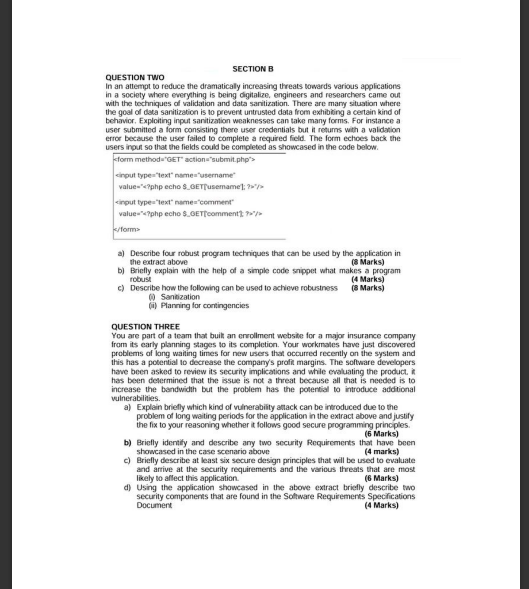 SECTION B
QUESTION TWO
In an attempt to reduce the dramatically increasing threats towards various applications
in a society where everything is being digitalize, engineers and researchers came out
with the techniques of validation and data sanitization. There are many situation where
the goal of data sanitization is to prevent untrusted data from exhibiting a certain kind of
behavior. Exploiting input sanitization weaknesses can take many forms. For instance a
user submitted a form consisting there user credentials but it returns with a validation
error because the user failed to complete a required field. The form echoes back the
users input so that the fields could be completed as showcased in the code below.
<form method="GET" action="submit.php">
<input type="text" name="username"
value="<?php echo $_GET['username']; ?>"/>
<input type="text" name="comment"
value="<?php echo $_GET['comment']; ?>"/>
</form>
a) Describe four robust program techniques that can be used by the application in
the extract above (8 Marks)
b) Briefly explain with the help of a simple code snippet what makes a program
robust (4 Marks)
c) Describe how the following can be used to achieve robustness (8 Marks)
(i) Sanitization
(ii) Planning for contingencies
QUESTION THREE
You are part of a team that built an enrollment website for a major insurance company
from its early planning stages to its completion. Your workmates have just discovered
problems of long waiting times for new users that occurred recently on the system and
this has a potential to decrease the company's profit margins. The software developers
have been asked to review its security implications and while evaluating the product, it
has been determined that the issue is not a threat because all that is needed is to
increase the bandwidth but the problem has the potential to introduce additional
vulnerabilities.
a) Explain briefly which kind of vulnerability attack can be introduced due to the
problem of long waiting periods for the application in the extract above and justify
the fix to your reasoning whether it follows good secure programming principles.
(6 Marks)
b) Briefly identify and describe any two security Requirements that have been
showcased in the case scenario above (4 marks)
c) Briefly describe at least six secure design principles that will be used to evaluate
and arrive at the security requirements and the various threats that are most
likely to affect this application. (6 Marks)
d) Using the application showcased in the above extract briefly describe two
security components that are found in the Software Requirements Specifications
Document (4 Marks)